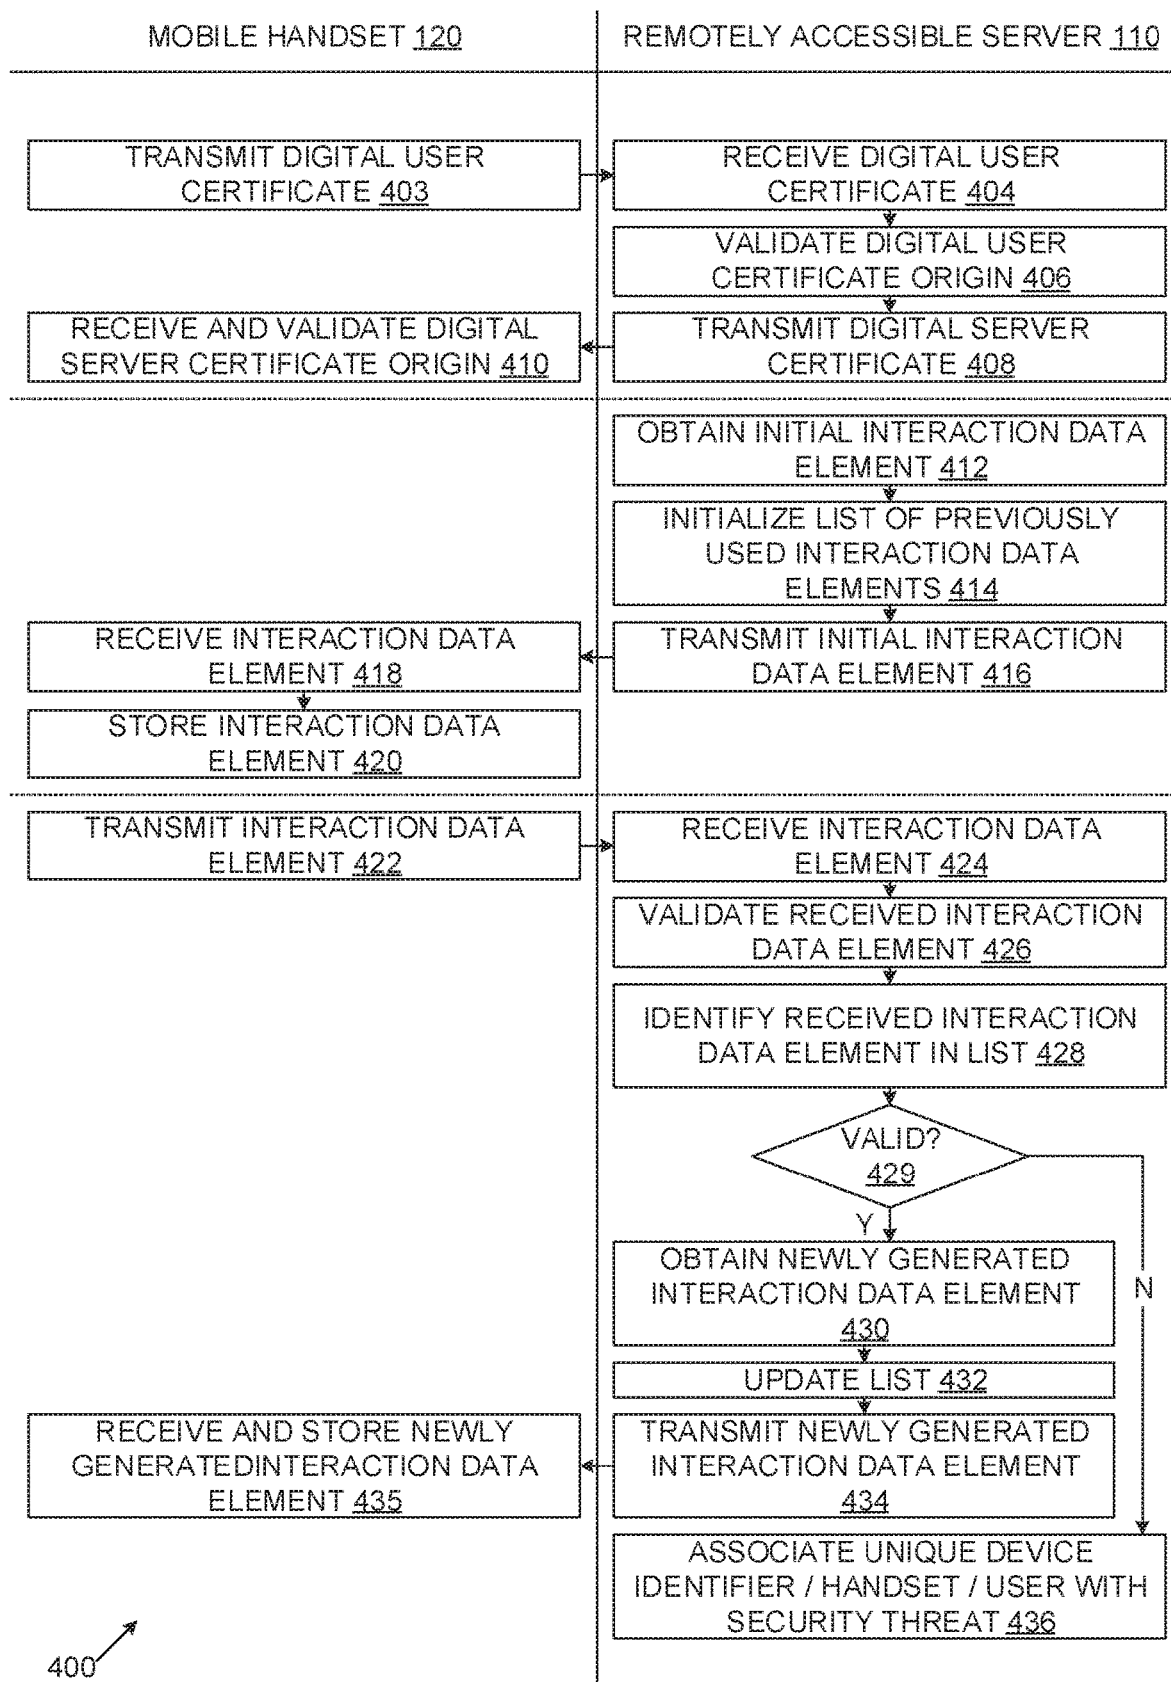 MOBILE HANDSET 120
REMOTELY ACCESSIBLE SERVER 110
TRANSMIT DIGITAL USER
CERTIFICATE 403
RECEIVE DIGITAL USER
CERTIFICATE 404
VALIDATE DIGITAL USER
CERTIFICATE ORIGIN 406
RECEIVE AND VALIDATE DIGITAL
SERVER CERTIFICATE ORIGIN 410
TRANSMIT DIGITAL SERVER
CERTIFICATE 408
OBTAIN INITIAL INTERACTION DATA
ELEMENT 412
INITIALIZE LIST OF PREVIOUSLY
USED INTERACTION DATA
ELEMENTS 414
RECEIVE INTERACTION DATA
ELEMENT 418
TRANSMIT INITIAL INTERACTION
DATA ELEMENT 416
STORE INTERACTION DATA
ELEMENT 420
TRANSMIT INTERACTION DATA
ELEMENT 422
RECEIVE INTERACTION DATA
ELEMENT 424
VALIDATE RECEIVED INTERACTION
DATA ELEMENT 426
IDENTIFY RECEIVED INTERACTION
DATA ELEMENT IN LIST 428
VALID?
429
Y
N
OBTAIN NEWLY GENERATED
INTERACTION DATA ELEMENT
430
UPDATE LIST 432
RECEIVE AND STORE NEWLY
GENERATEDINTERACTION DATA
ELEMENT 435
TRANSMIT NEWLY GENERATED
INTERACTION DATA ELEMENT
434
ASSOCIATE UNIQUE DEVICE
IDENTIFIER / HANDSET / USER WITH
SECURITY THREAT 436
400